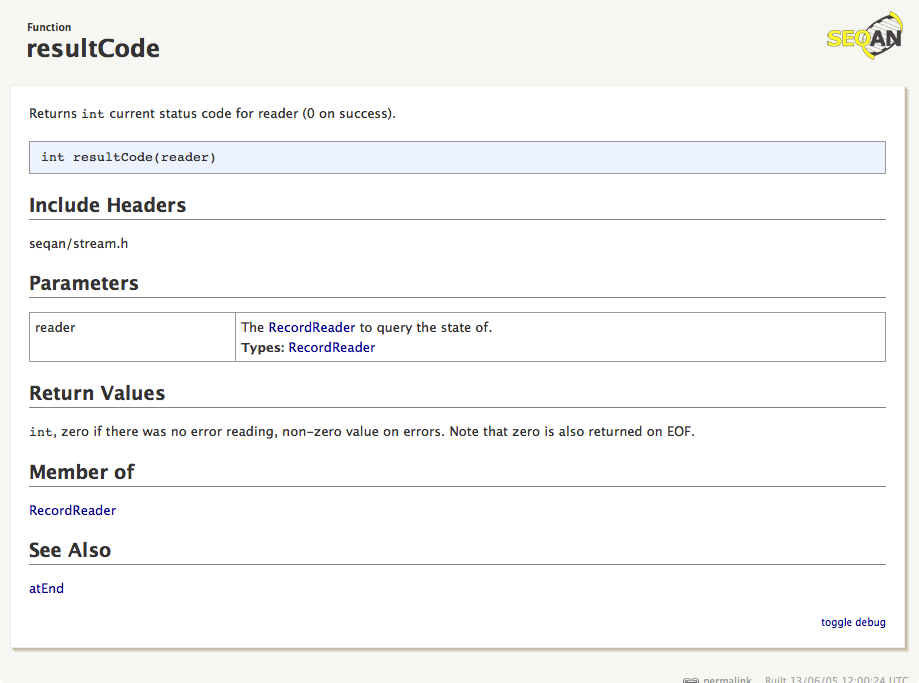 Function
resultCode
SEQAN
Returns int current status code for reader (0 on success).
int resultCode(reader)
Include Headers
seqan/stream.h
Parameters
reader
The RecordReader to query the state of.
Types: RecordReader
Return Values
int, zero if there was no error reading, non-zero value on errors. Note that zero is also returned on EOF.
Member of
RecordReader
See Also
atEnd
toggle debug
permalink Built 13/06/05 12:00:24 UTC